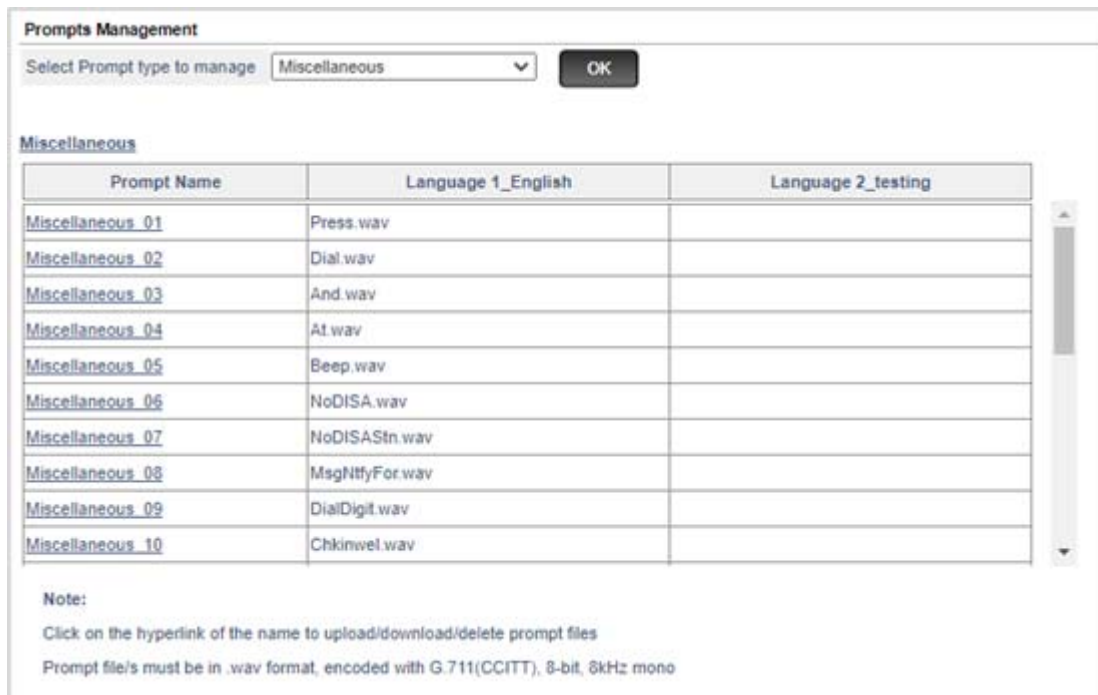 Prompts Management
Select Prompt type to manage Miscellaneous OK
Miscellaneous
Prompt Name Language 1_English Language 2_testing
Miscellaneous_01 Press.wav
Miscellaneous_02 Dial.wav
Miscellaneous_03 And.wav
Miscellaneous_04 At.wav
Miscellaneous_05 Beep.wav
Miscellaneous_06 NoDISA.wav
Miscellaneous_07 NoDISAStn.wav
Miscellaneous_08 MsgNtfyFor.wav
Miscellaneous_09 DialDigit.wav
Miscellaneous_10 Chkinwel.wav
Note:
Click on the hyperlink of the name to upload/download/delete prompt files
Prompt file/s must be in .wav format, encoded with G.711(CCITT), 8-bit, 8kHz mono